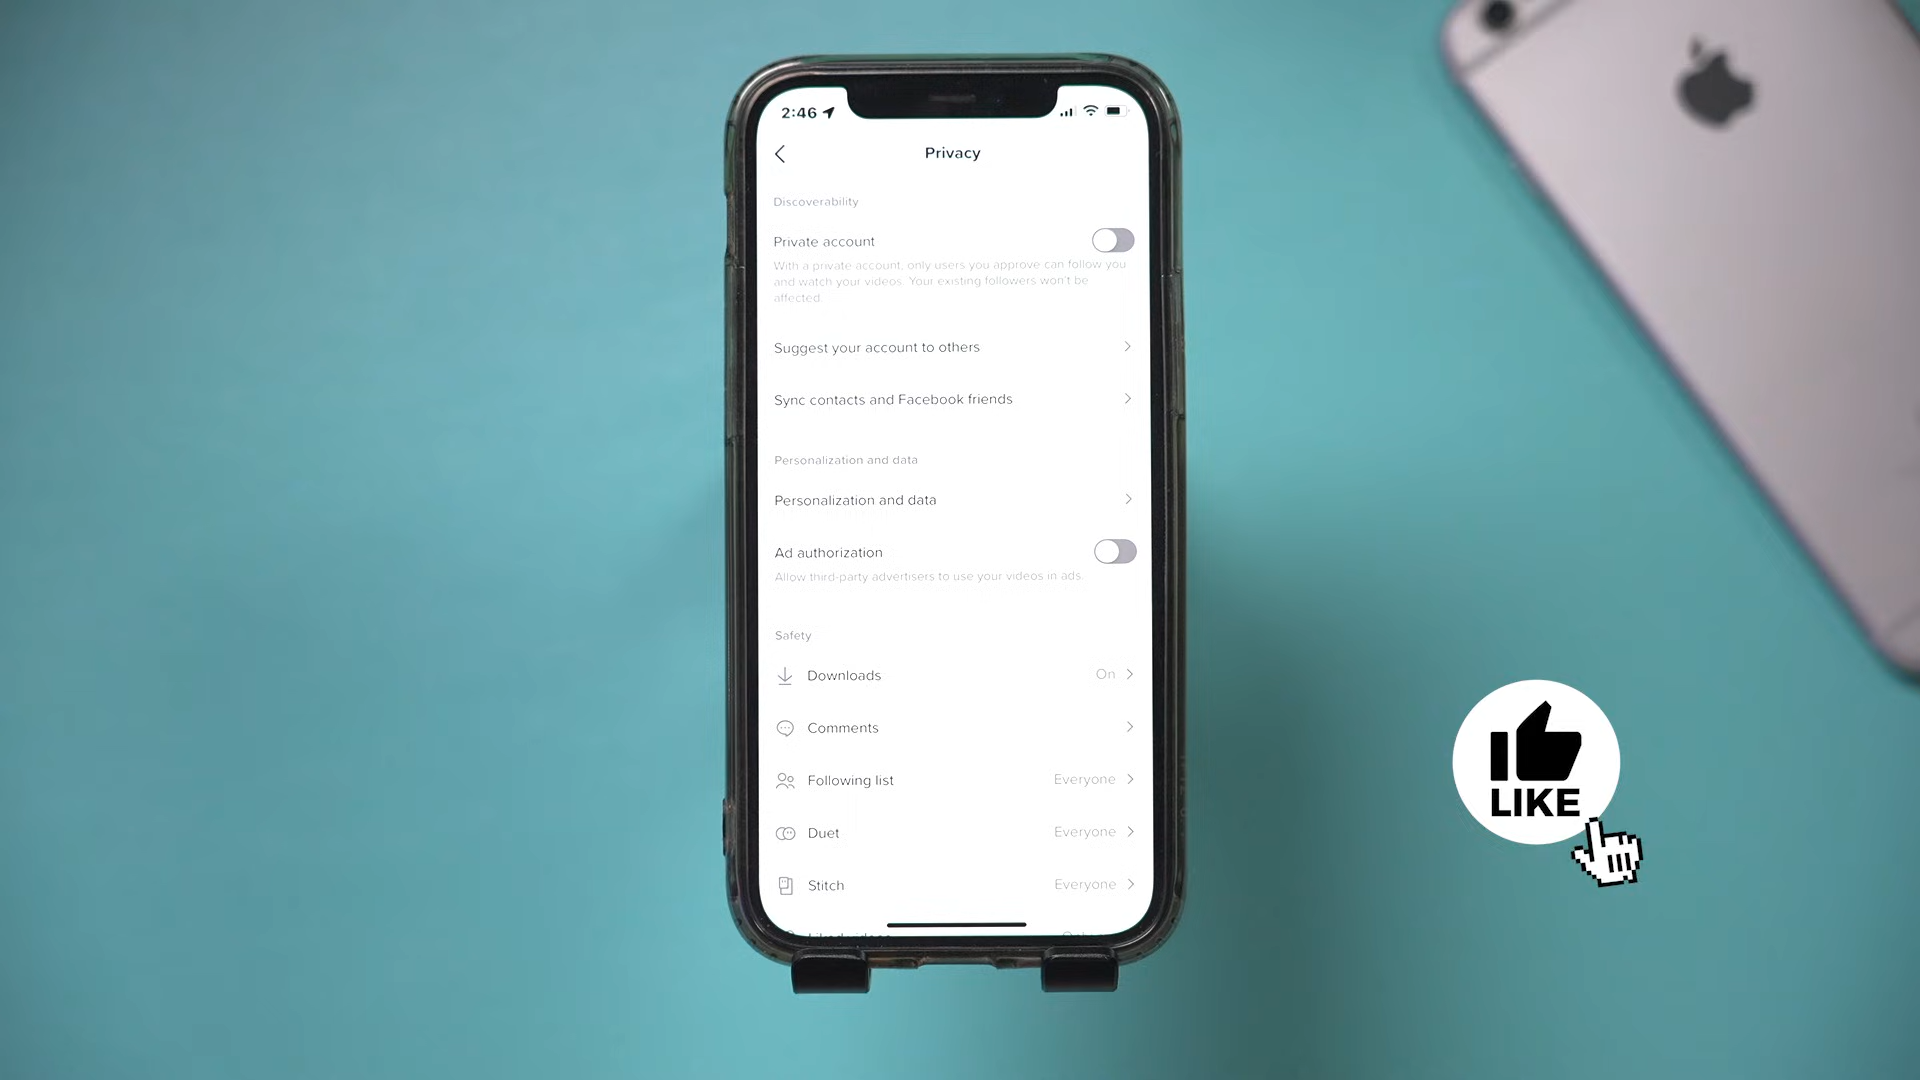 2:46
Privacy
Discoverability
Private account
With a private account, only users you approve can follow you
and watch your videos. Your existing followers won't be
affected.
Suggest your account to others
Sync contacts and Facebook friends
Personalization and data
Personalization and data
Ad authorization
Allow third-party advertisers to use your videos in ads.
Safety
Downloads On
Comments
Following list Everyone
Duet Everyone
Stitch Everyone
LIKE